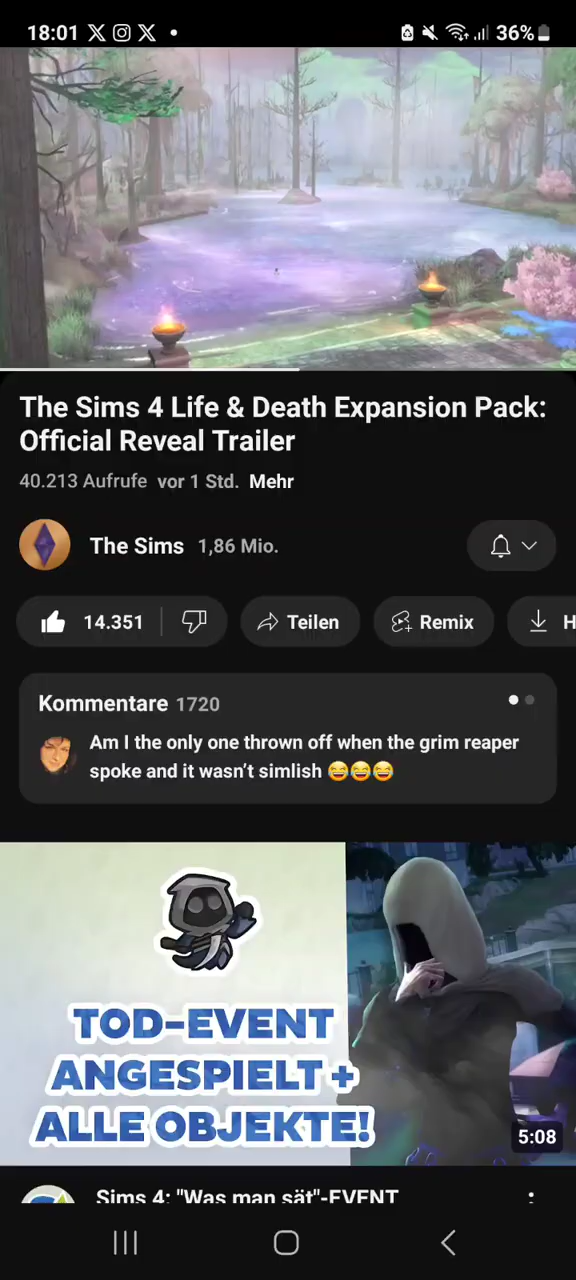 18:01
36%
The Sims 4 Life & Death Expansion Pack:
Official Reveal Trailer
40.213 Aufrufe vor 1 Std. Mehr
The Sims 1,86 Mio.
14.351
Teilen
Remix
H
Kommentare 1720
Am I the only one thrown off when the grim reaper
spoke and it wasn't simlish 😂😂😂
TOD-EVENT
ANGESPIELT +
ALLE OBJEKTE!
5:08
Sims 4: "Was man sät"-EVENT